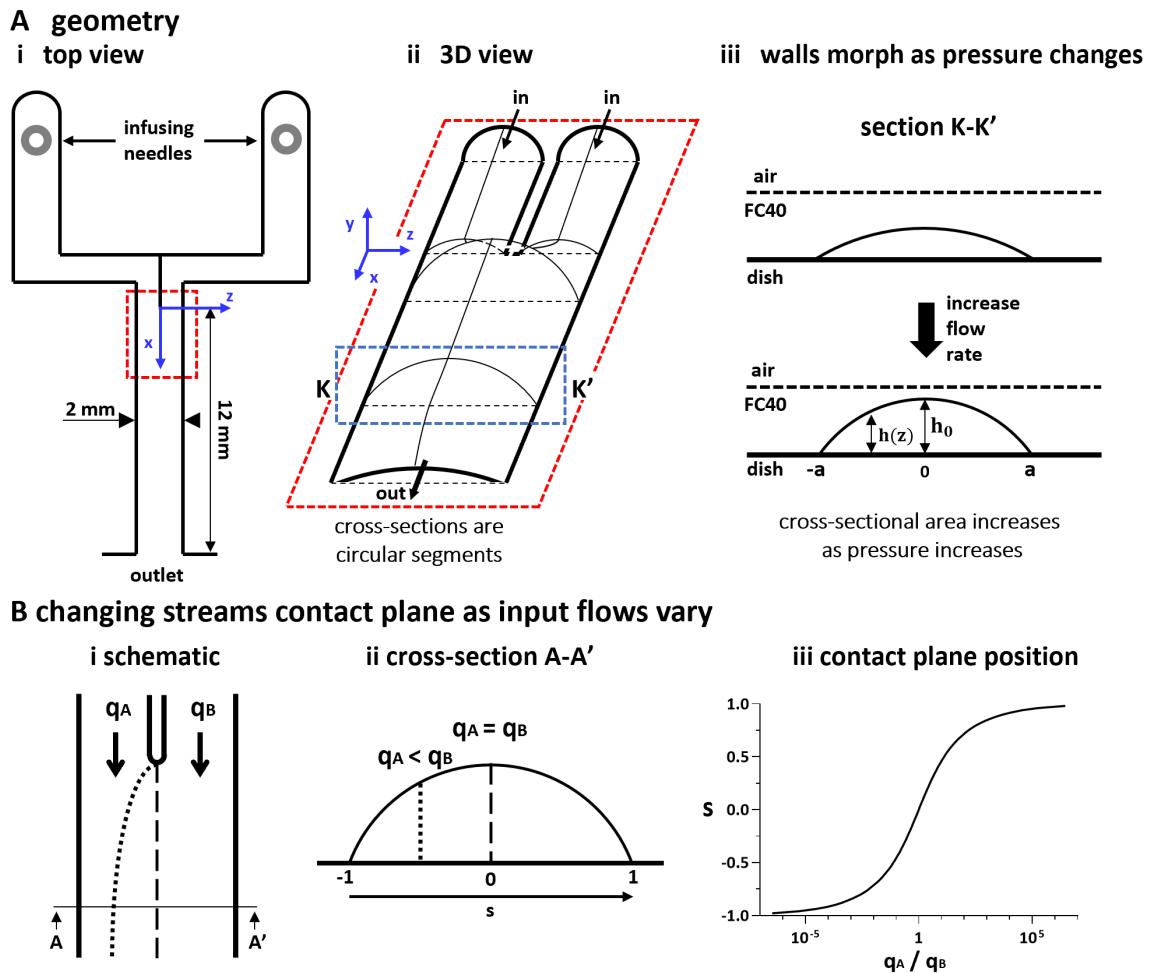 A geometry
i top view
ii 3D view
iii walls morph as pressure changes
infusing
needles
z
x
2 mm
12 mm
outlet
in
in
y
z
x
K
K’
out
cross-sections are
circular segments
section K-K’
air
FC40
dish
increase
flow
rate
air
FC40
h(z)
h0
dish
-a
0
a
cross-sectional area increases
as pressure increases
B changing streams contact plane as input flows vary
i schematic
ii cross-section A-A’
iii contact plane position
qA
qB
A
A’
qA = qB
qA < qB
-1
0
1
s
1.0
0.5
0.0
-0.5
-1.0
s
10-5
1
105
qA / qB